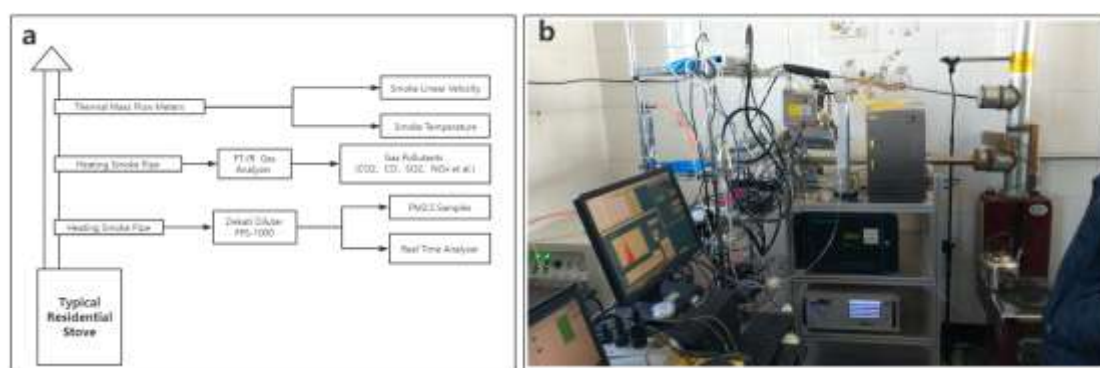 a
Thermal Mass Flow Meters
Smoke Linear Velocity
Smoke Temperature
Heating Smoke Pipe
FT/R Gas
Analyzer
Gas Pollutants
(CO2, CO, SO2, NOx et al.)
Heating Smoke Pipe
Dekati Diluter
FPS-1000
PM2.5 Sampler
Real Time Analyzer
Typical
Residential
Stove
b